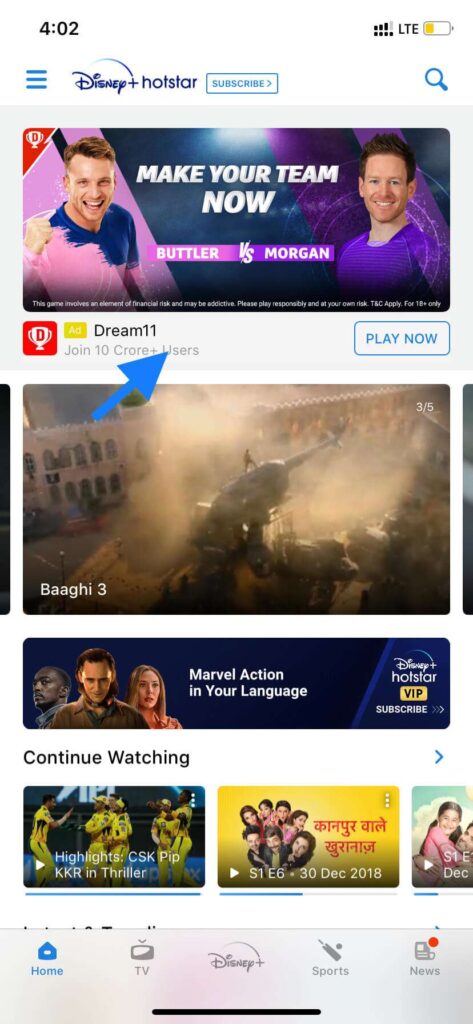 4:02
LTE
Disney+ hotstar
SUBSCRIBE >
MAKE YOUR TEAM
NOW
BUTTLER VS MORGAN
This game involves an element of financial risk and may be addictive. Please play responsibly and at your own risk. T&C Apply. For 18+ only
Ad Dream11
Join 10 Crore+ Users
PLAY NOW
3/5
Baaghi 3
Marvel Action
in Your Language
Disney+
hotstar
VIP
SUBSCRIBE >>>
Continue Watching
Highlights: CSK Pip
KKR in Thriller
कानपुर वाले
खुरानाज़
S1 E6 • 30 Dec 2018
S1 E
Dec
Home
TV
Disney+
Sports
News